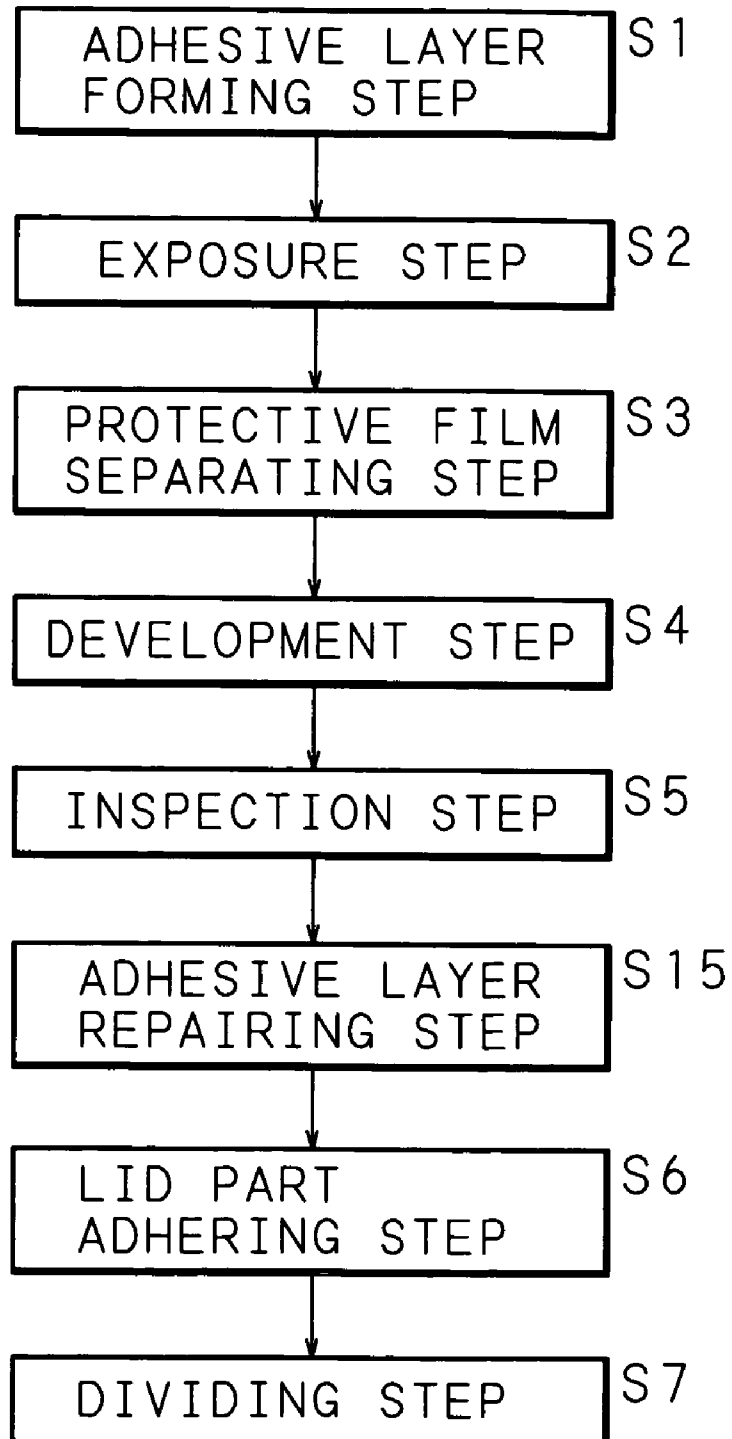 ADHESIVE LAYER
FORMING STEP
S1
EXPOSURE STEP
S2
PROTECTIVE FILM
SEPARATING STEP
S3
DEVELOPMENT STEP
S4
INSPECTION STEP
S5
ADHESIVE LAYER
REPAIRING STEP
S15
LID PART
ADHERING STEP
S6
DIVIDING STEP
S7